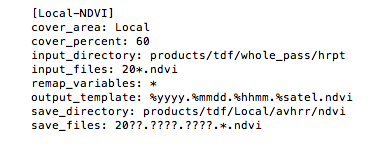 [Local-NDVI]
cover_area: Local
cover_percent: 60
input_directory: products/tdf/whole_pass/hrpt
input_files: 20*.ndvi
remap_variables: *
output_template: %yyyy.%mmdd.%hhmm.%satel.ndvi
save_directory: products/tdf/Local/avhrr/ndvi
save_files: 20??.????.????.*.ndvi